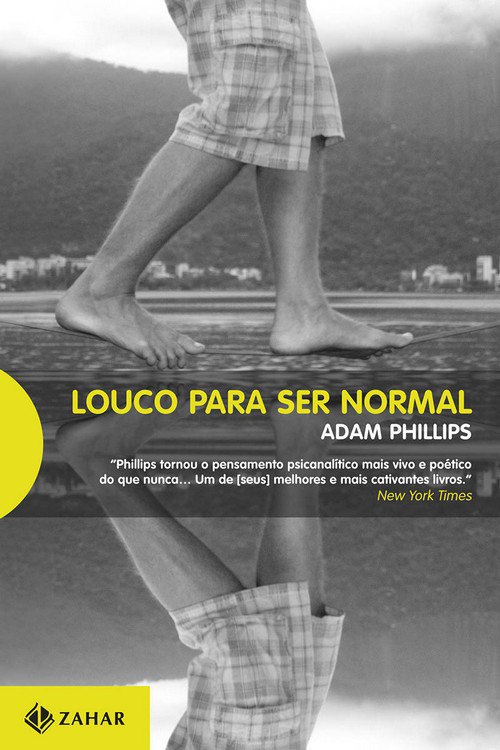 LOUCO PARA SER NORMAL
ADAM PHILLIPS
“Phillips tornou o pensamento psicanalítico mais vivo e poético
do que nunca... Um de [seus] melhores e mais cativantes livros.”
New York Times
ZAHAR